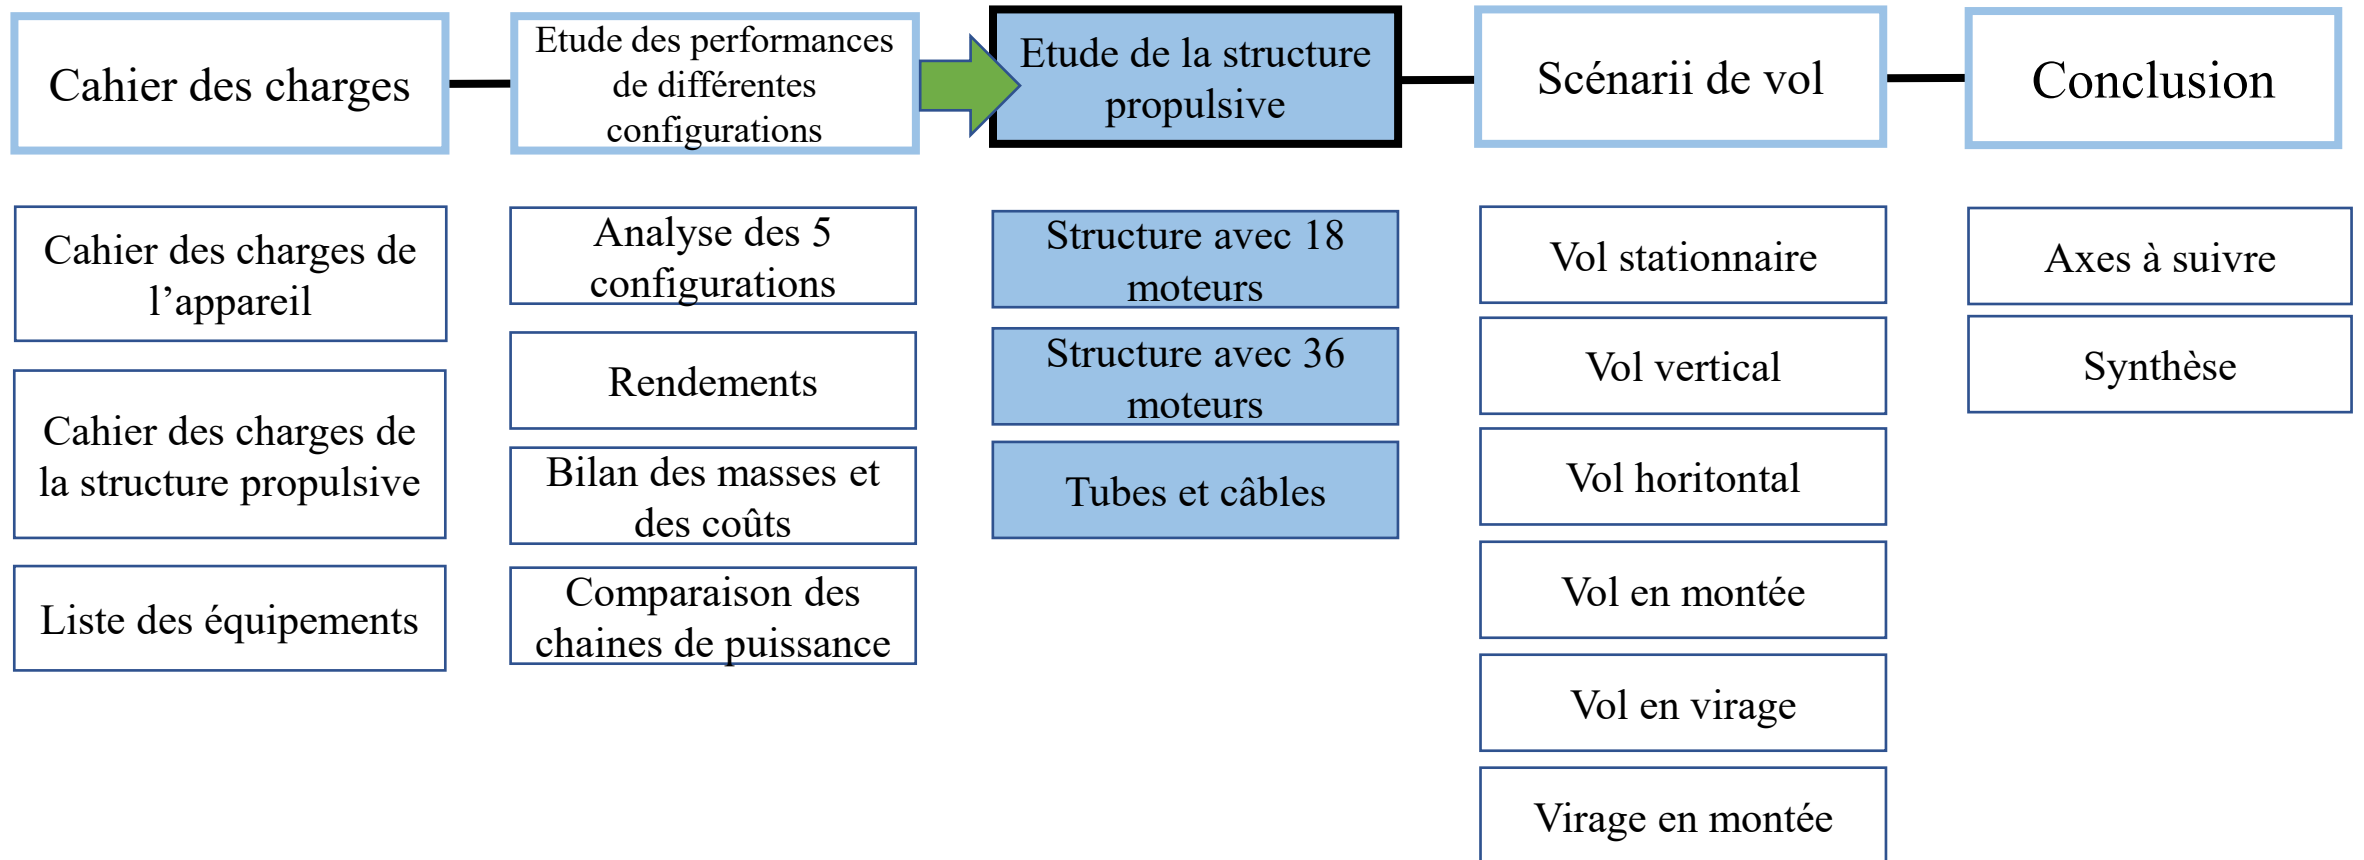 Cahier des charges
Etude des performances
de différentes
configurations
Etude de la structure
propulsive
Scénarii de vol
Conclusion
Cahier des charges de
l’appareil
Cahier des charges de
la structure propulsive
Liste des équipements
Analyse des 5
configurations
Rendements
Bilan des masses et
des coûts
Comparaison des
chaines de puissance
Structure avec 18
moteurs
Structure avec 36
moteurs
Tubes et câbles
Vol stationnaire
Vol vertical
Vol horitontal
Vol en montée
Vol en virage
Virage en montée
Axes à suivre
Synthèse